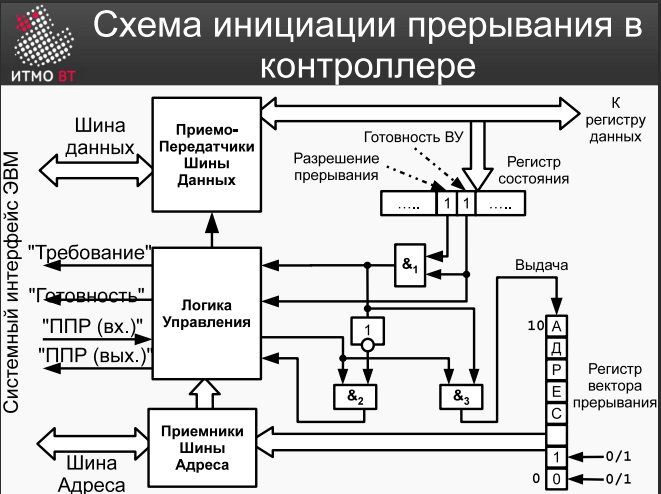 Схема инициации прерывания в
контроллере
ИТМО ВТ
Системный интерфейс ЭВМ
Шина
данных
Приемо-
Передатчики
Шины
Данных
К
регистру
данных
Готовность ВУ
Разрешение
прерывания
Регистр
состояния
..... 1 1 .....
"Требование"
"Готовность"
"ППР (вх.)"
"ППР (вых.)"
Логика
Управления
&1
1
&2
&3
Выдача
10 А
Д
Р
Е
С
1 0/1
0 0 0/1
Регистр
вектора
прерывания
Приемники
Шины
Адреса
Шина
Адреса